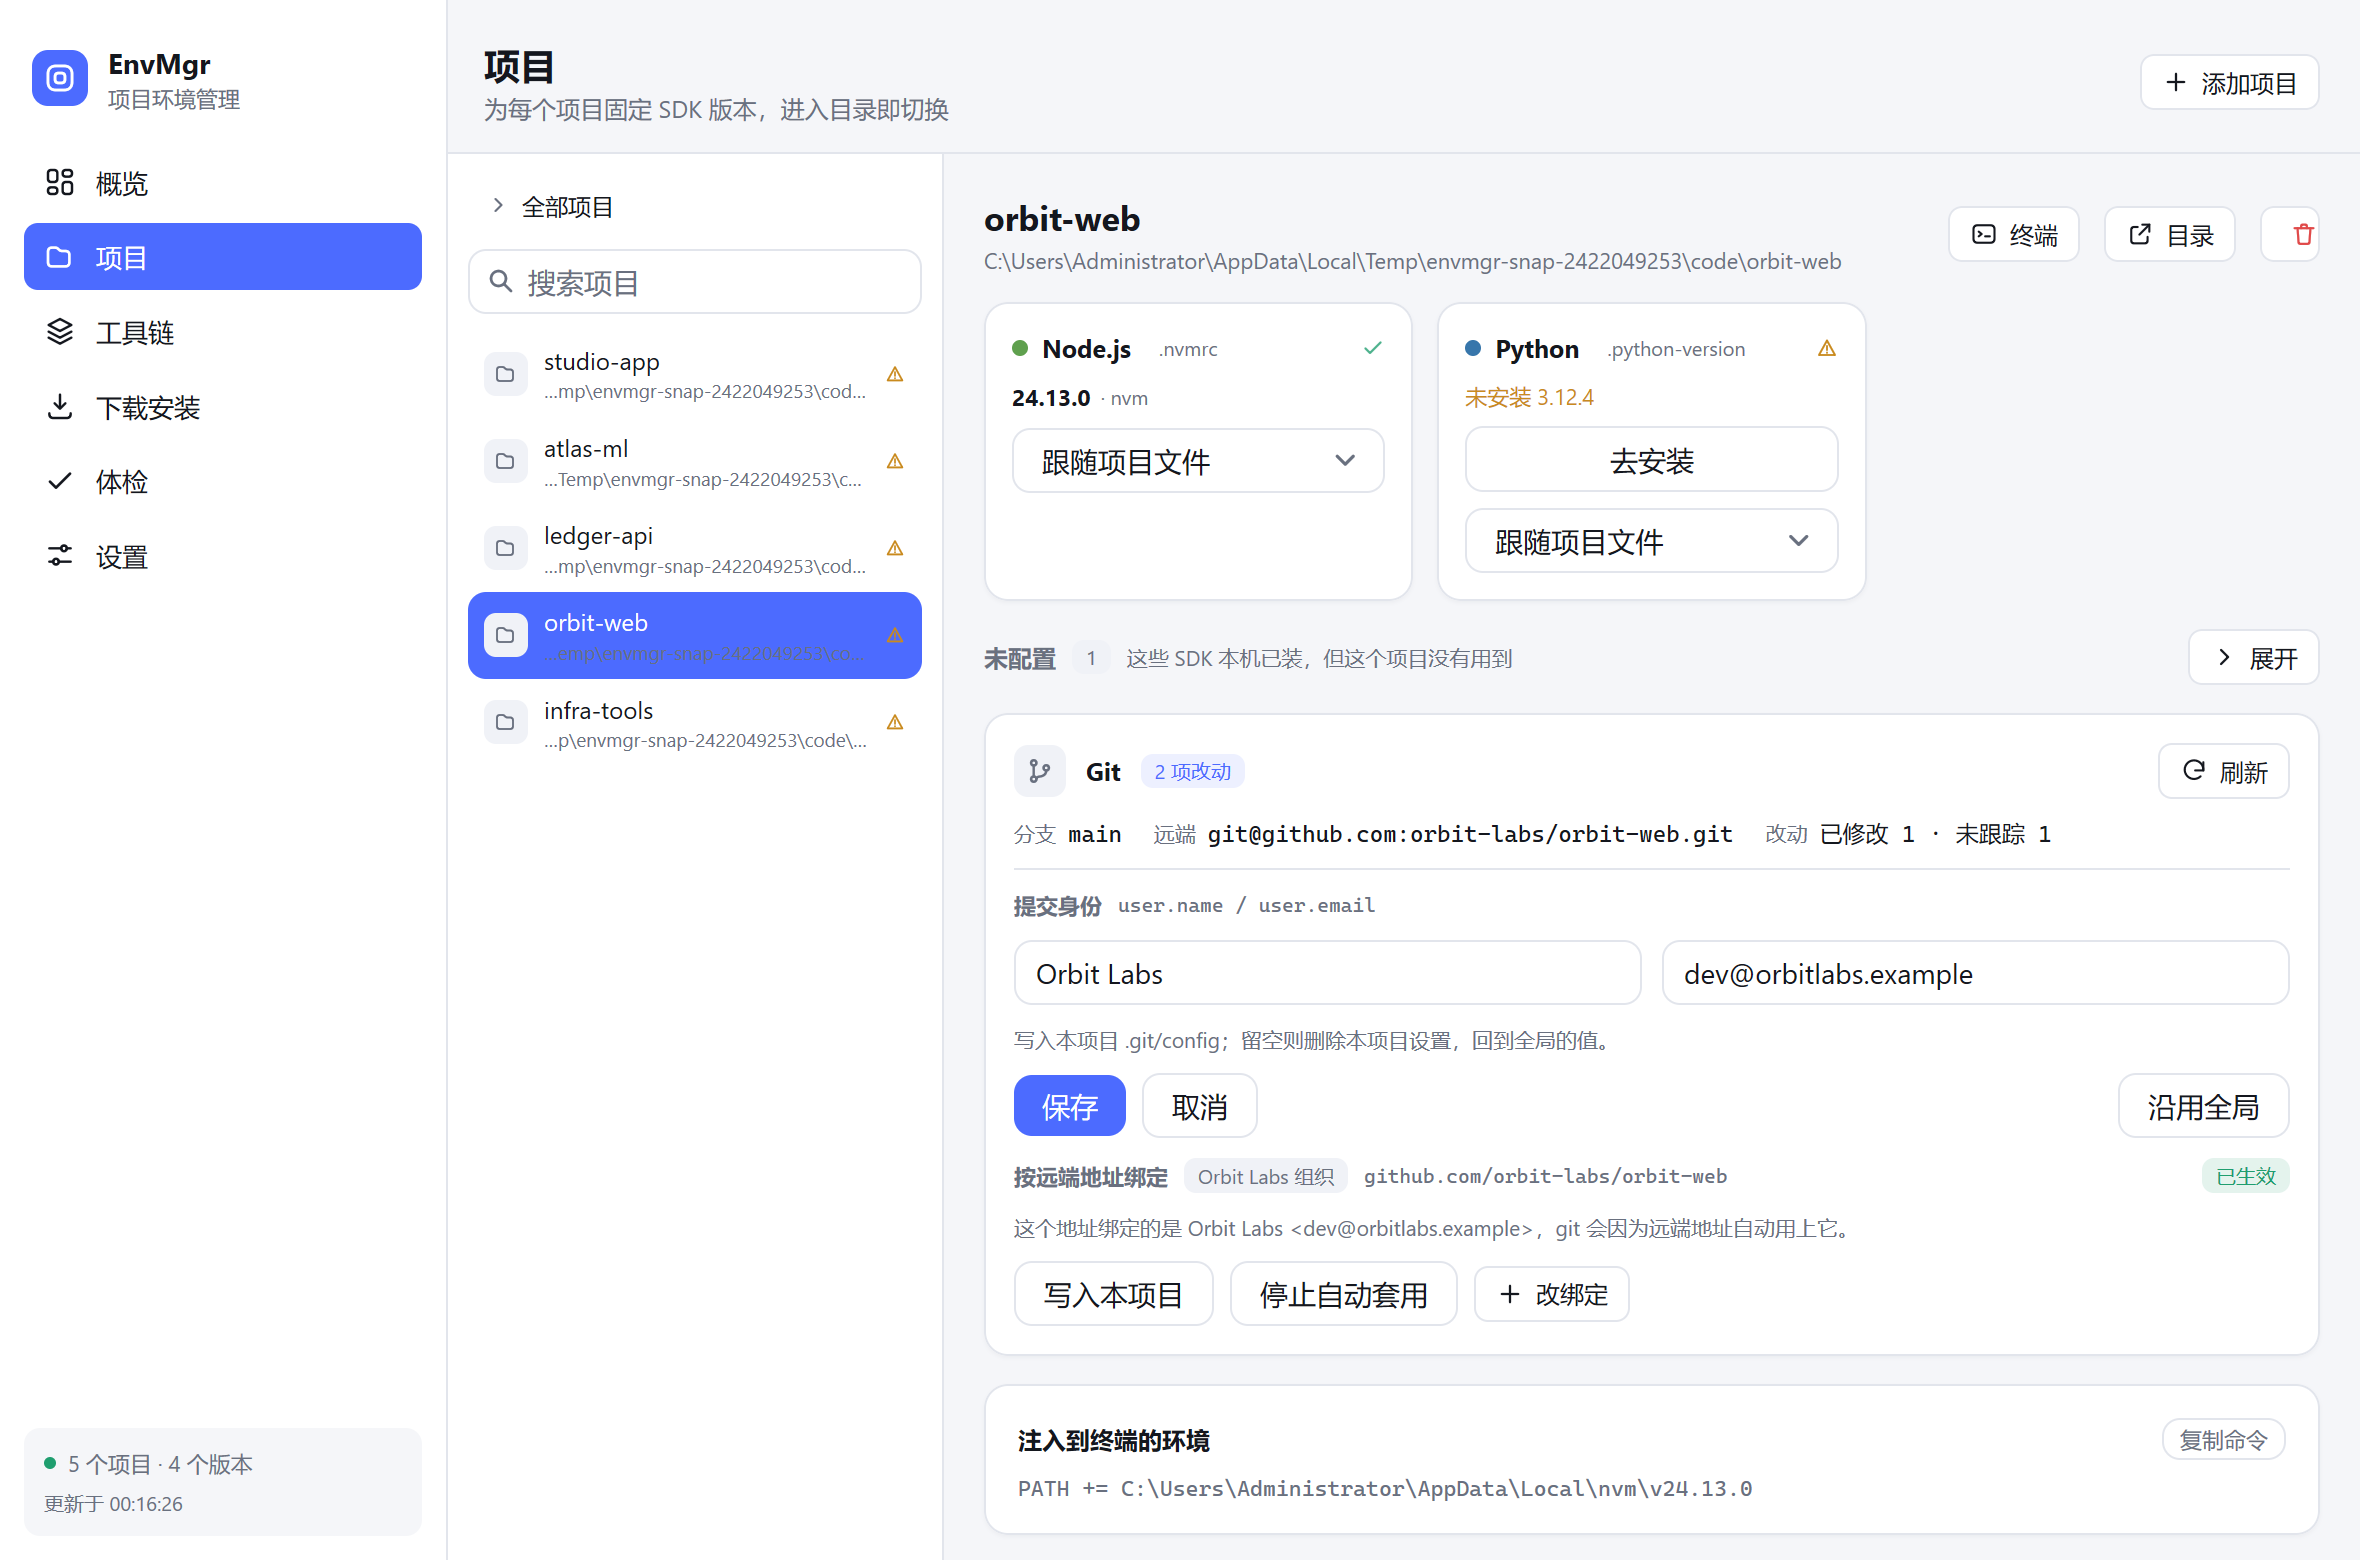 EnvMgr
项目环境管理
概览
项目
工具链
下载安装
体检
设置
5 个项目 · 4 个版本
更新于 00:16:26
项目
为每个项目固定 SDK 版本，进入目录即切换
添加项目
全部项目
搜索项目
studio-app
...mp\envmgr-snap-2422049253\cod...
atlas-ml
...Temp\envmgr-snap-2422049253\c...
ledger-api
...mp\envmgr-snap-2422049253\cod...
orbit-web
...emp\envmgr-snap-2422049253\co...
infra-tools
...p\envmgr-snap-2422049253\code\...
orbit-web
C:\Users\Administrator\AppData\Local\Temp\envmgr-snap-2422049253\code\orbit-web
终端
目录
Node.js .nvmrc
24.13.0 · nvm
跟随项目文件
Python .python-version
未安装 3.12.4
去安装
跟随项目文件
未配置 1 这些 SDK 本机已装，但这个项目没有用到
展开
Git 2 项改动
刷新
分支 main 远端 git@github.com:orbit-labs/orbit-web.git 改动 已修改 1 · 未跟踪 1
提交身份 user.name / user.email
Orbit Labs
dev@orbitlabs.example
写入本项目 .git/config；留空则删除本项目设置，回到全局的值。
保存
取消
沿用全局
按远端地址绑定 Orbit Labs 组织 github.com/orbit-labs/orbit-web
已生效
这个地址绑定的是 Orbit Labs <dev@orbitlabs.example>，git 会因为远端地址自动用上它。
写入本项目
停止自动套用
改绑定
注入到终端的环境
复制命令
PATH += C:\Users\Administrator\AppData\Local\nvm\v24.13.0